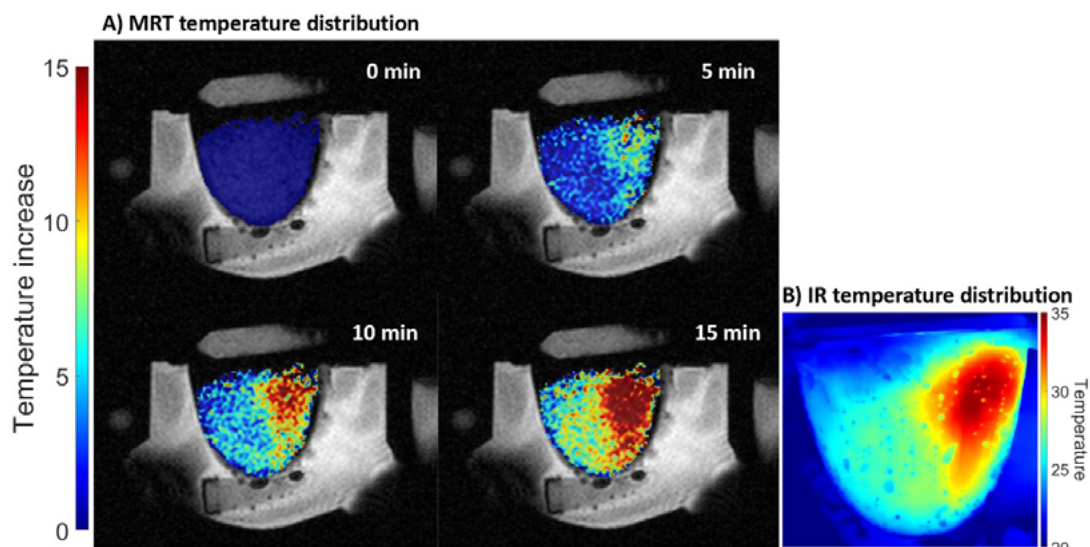 A) MRT temperature distribution
15
10
5
0
Temperature increase
0 min
5 min
10 min
15 min
B) IR temperature distribution
35
30
25
20
Temperature